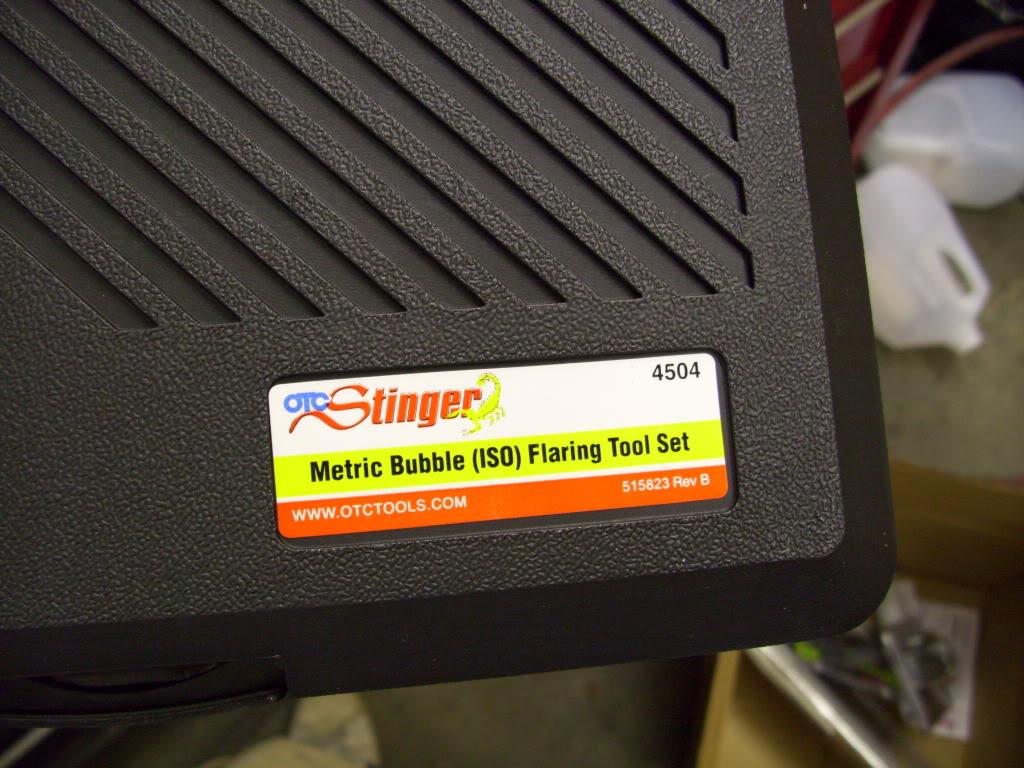 OTC Stinger
4504
Metric Bubble (ISO) Flaring Tool Set
WWW.OTCTOOLS.COM
515823 Rev B